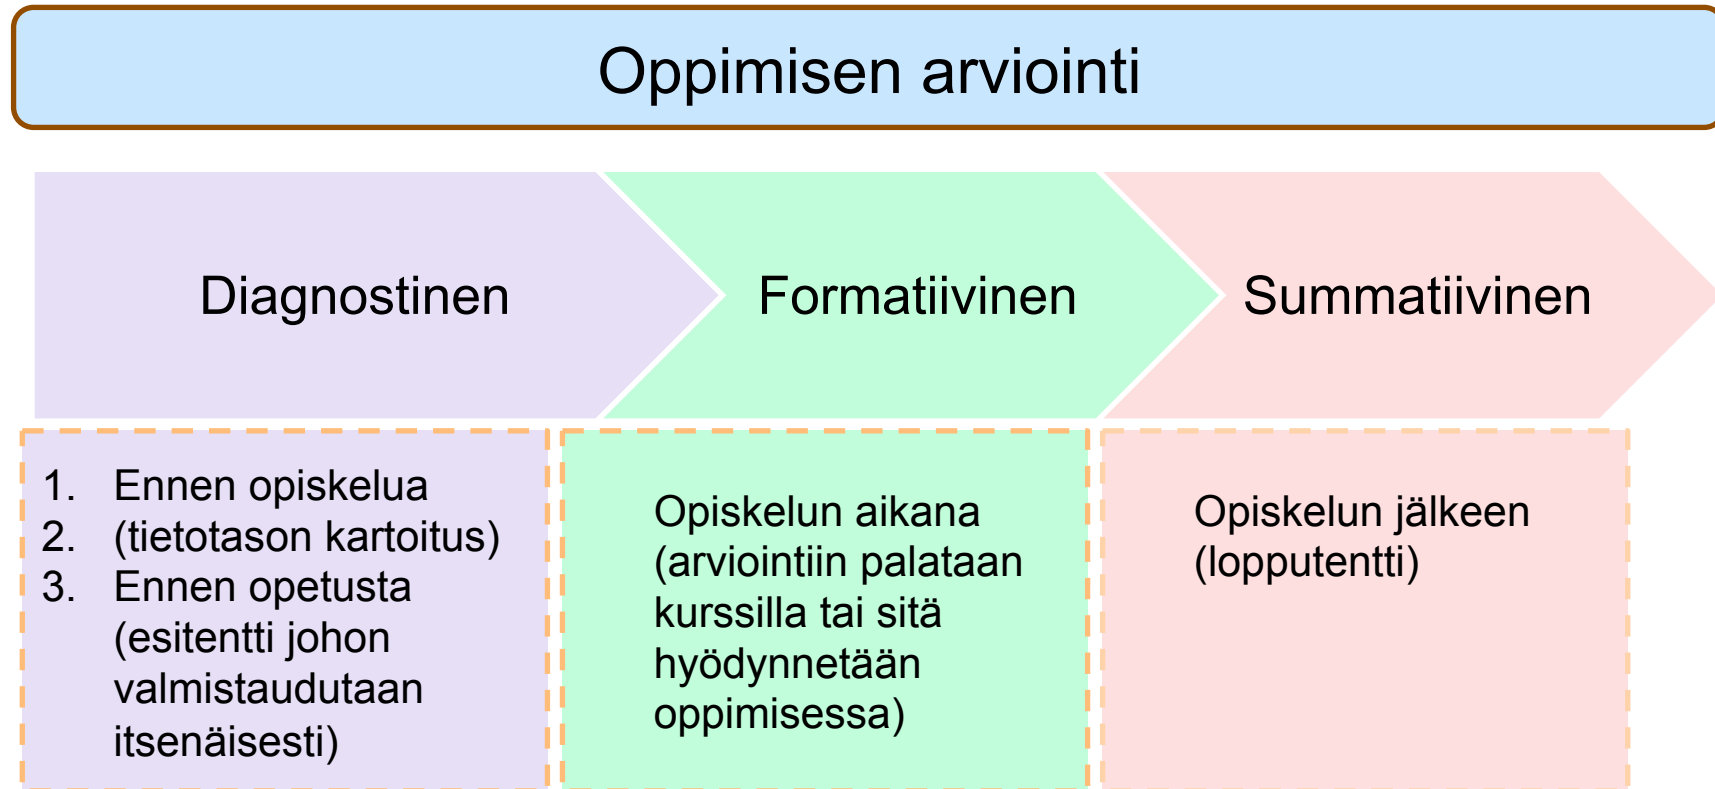 Oppimisen arviointi
Diagnostinen
Formatiivinen
Summatiivinen
1. Ennen opiskelua
2. (tietotason kartoitus)
3. Ennen opetusta
(esitentti johon
valmistaudutaan
itsenäisesti)
Opiskelun aikana
(arviointiin palataan
kurssilla tai sitä
hyödynnetään
oppimisessa)
Opiskelun jälkeen
(lopputentti)